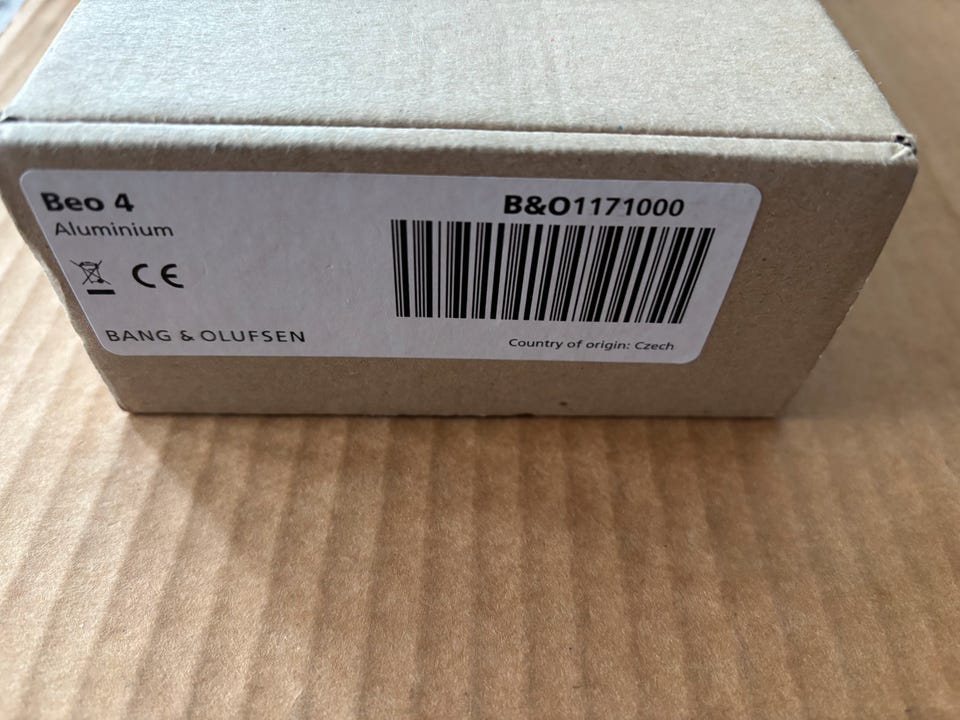 Beo 4
Aluminium
CE
BANG & OLUFSEN
B&O1171000
Country of origin: Czech